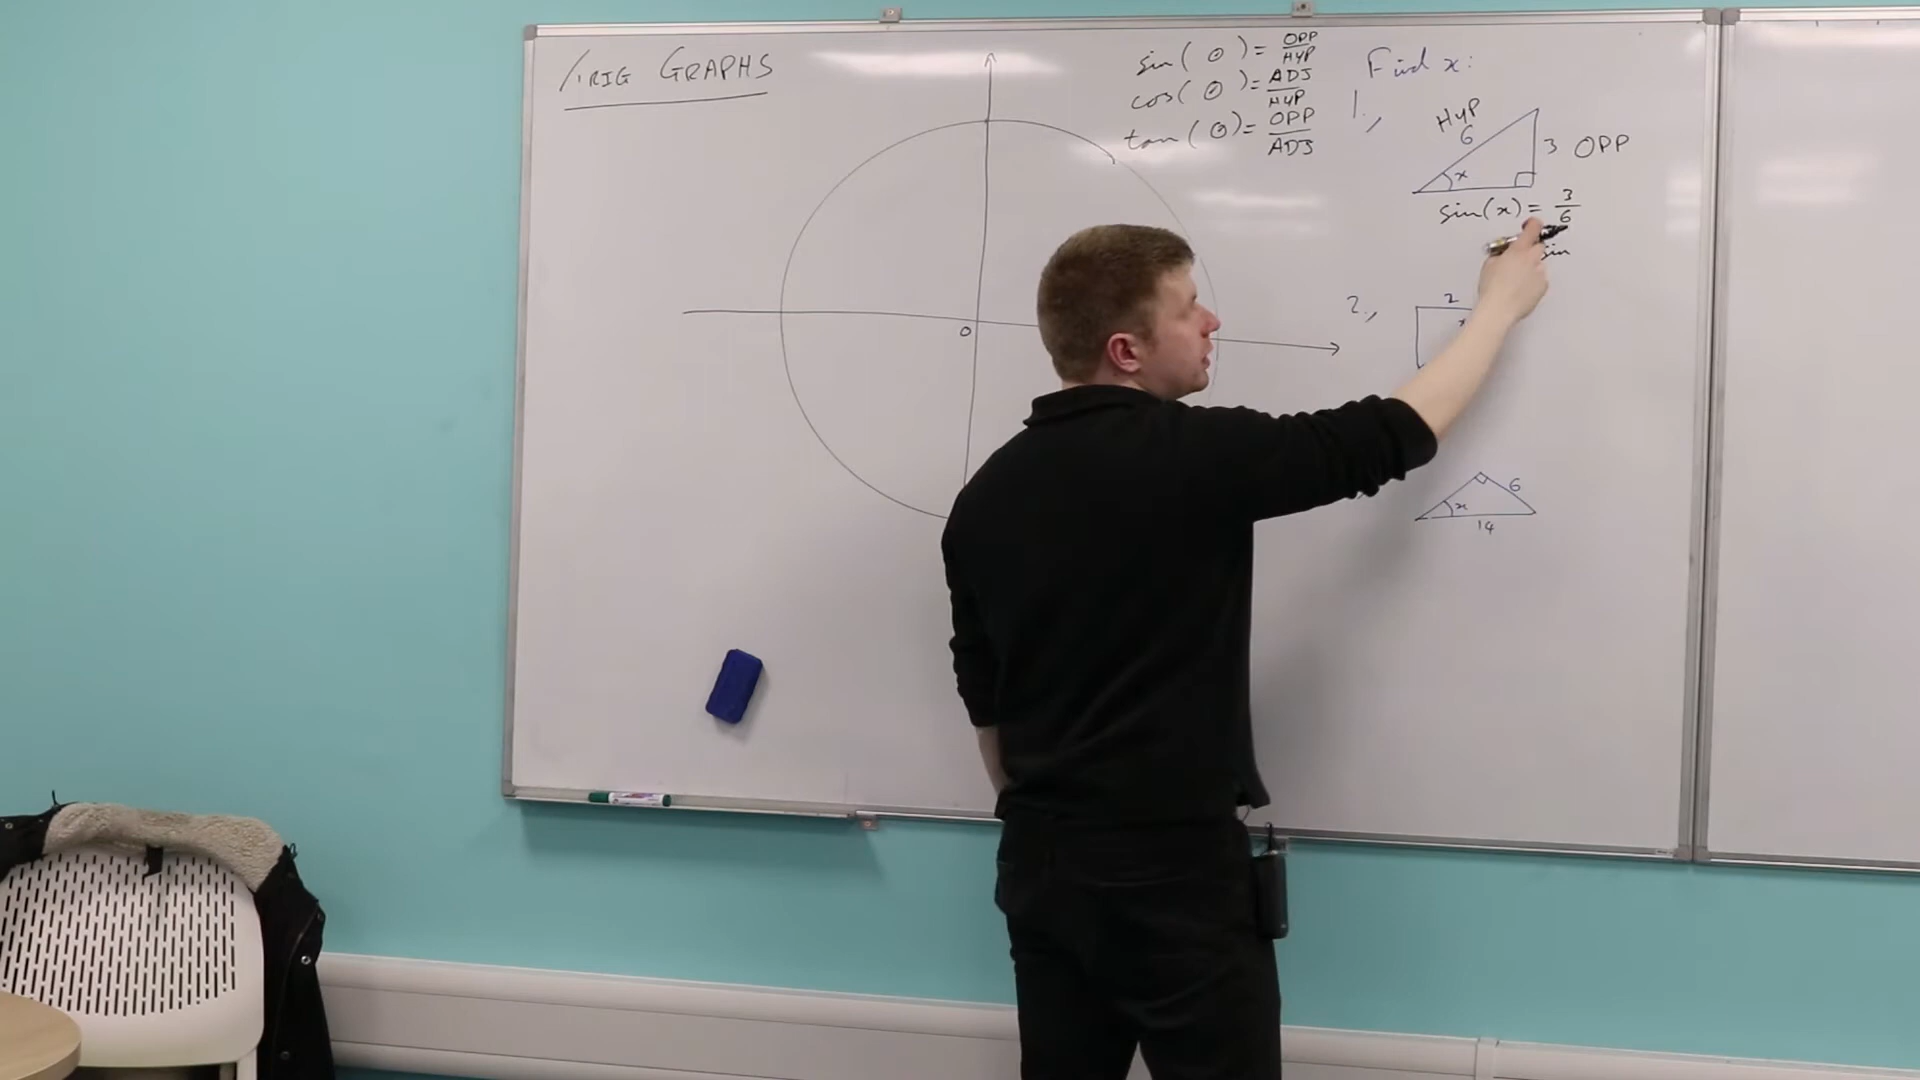 TRIG GRAPHS
sin(θ) = OPP/HYP
cos(θ) = ADJ/HYP
tan(θ) = OPP/ADJ
O
Find x:
1.,
HYP
6
3 OPP
x
sin(x) = 3/6
sin
2.,
2
x
x
6
14